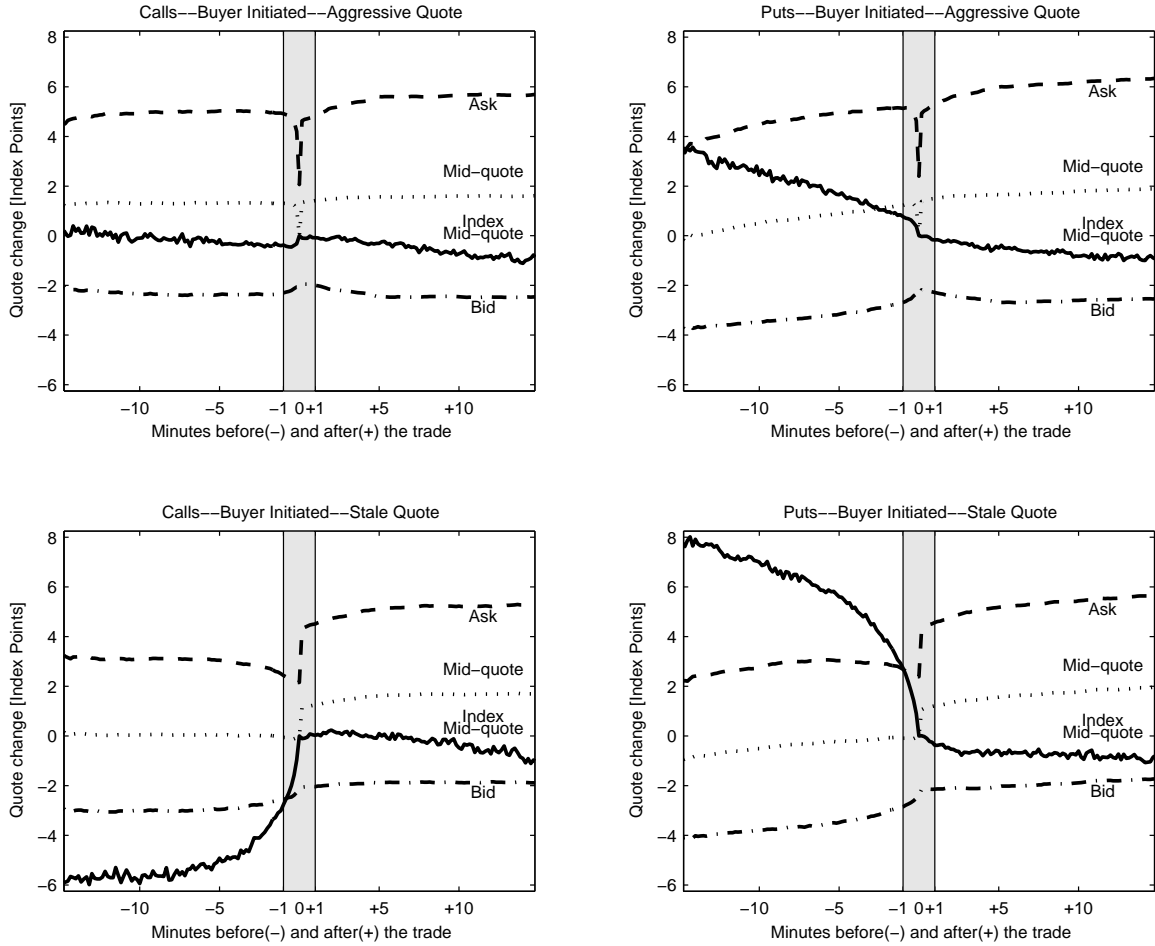 Calls−−Buyer Initiated−−Aggressive Quote
8
6
4
2
0
−2
−4
−6
Quote change [Index Points]
Ask
Mid−quote
Index
Mid−quote
Bid
−10 −5 −1 0 +1 +5 +10
Minutes before(−) and after(+) the trade
Puts−−Buyer Initiated−−Aggressive Quote
8
6
4
2
0
−2
−4
−6
Quote change [Index Points]
Ask
Mid−quote
Index
Mid−quote
Bid
−10 −5 −1 0 +1 +5 +10
Minutes before(−) and after(+) the trade
Calls−−Buyer Initiated−−Stale Quote
8
6
4
2
0
−2
−4
−6
Quote change [Index Points]
Ask
Mid−quote
Index
Mid−quote
Bid
−10 −5 −1 0 +1 +5 +10
Minutes before(−) and after(+) the trade
Puts−−Buyer Initiated−−Stale Quote
8
6
4
2
0
−2
−4
−6
Quote change [Index Points]
Ask
Mid−quote
Index
Mid−quote
Bid
−10 −5 −1 0 +1 +5 +10
Minutes before(−) and after(+) the trade